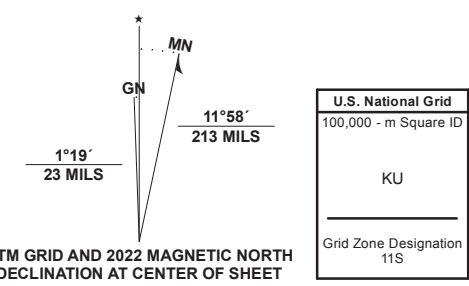 ★
MN
GN
11°58´
213 MILS
1°19´
23 MILS
TM GRID AND 2022 MAGNETIC NORTH
DECLINATION AT CENTER OF SHEET
U.S. National Grid
100,000 - m Square ID
KU
Grid Zone Designation
11S